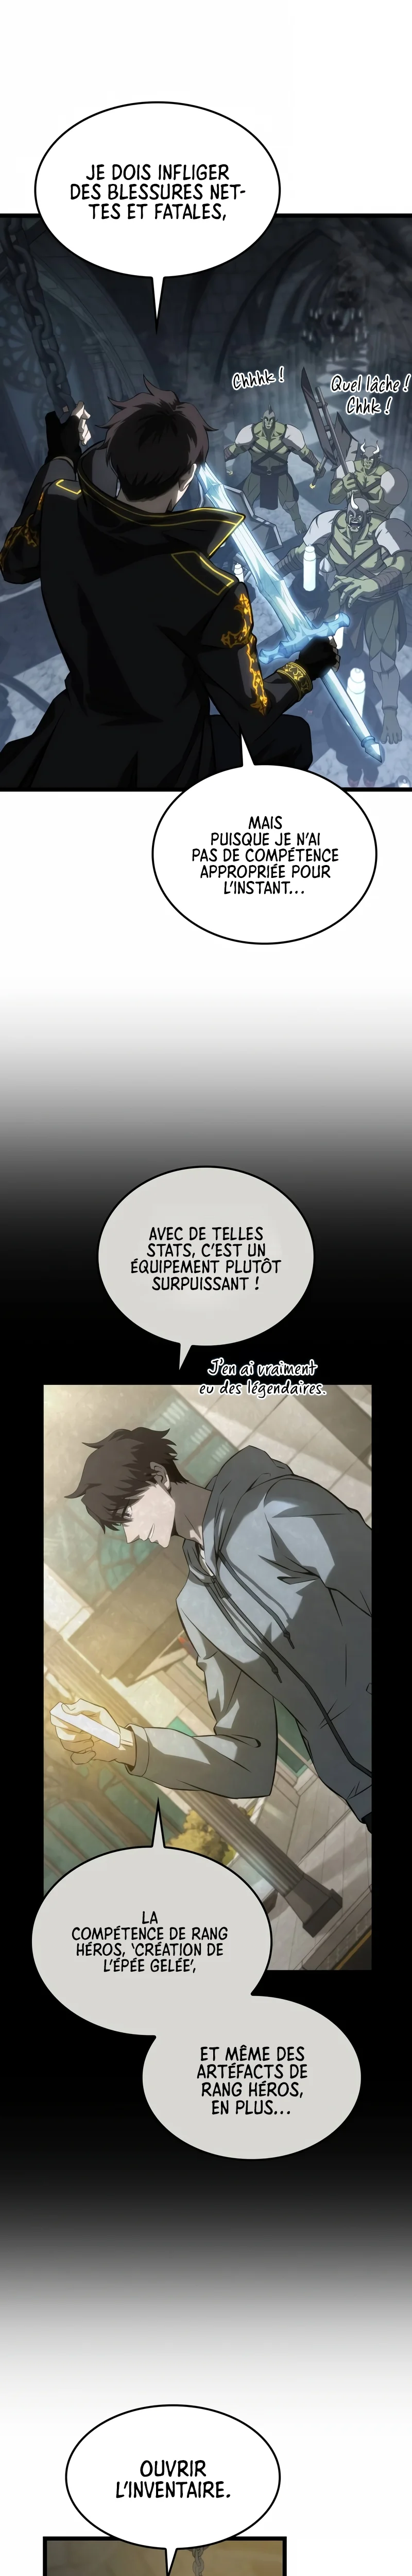 JE DOIS INFLIGER
DES BLESSURES NET-
TES ET FATALES,
Chhhk !
Quel lâche !
Chhk !
MAIS
PUISQUE JE N'AI
PAS DE COMPÉTENCE
APPROPRIÉE POUR
L'INSTANT...
AVEC DE TELLES
STATS, C'EST UN
ÉQUIPEMENT PLUTÔT
SURPUISSANT !
J'en ai vraiment
eu des légendaires.
LA
COMPÉTENCE DE RANG
HÉROS, 'CRÉATION DE
L'ÉPÉE GELÉE',
ET MÊME DES
ARTÉFACTS DE
RANG HÉROS,
EN PLUS...
OUVRIR
L'INVENTAIRE.